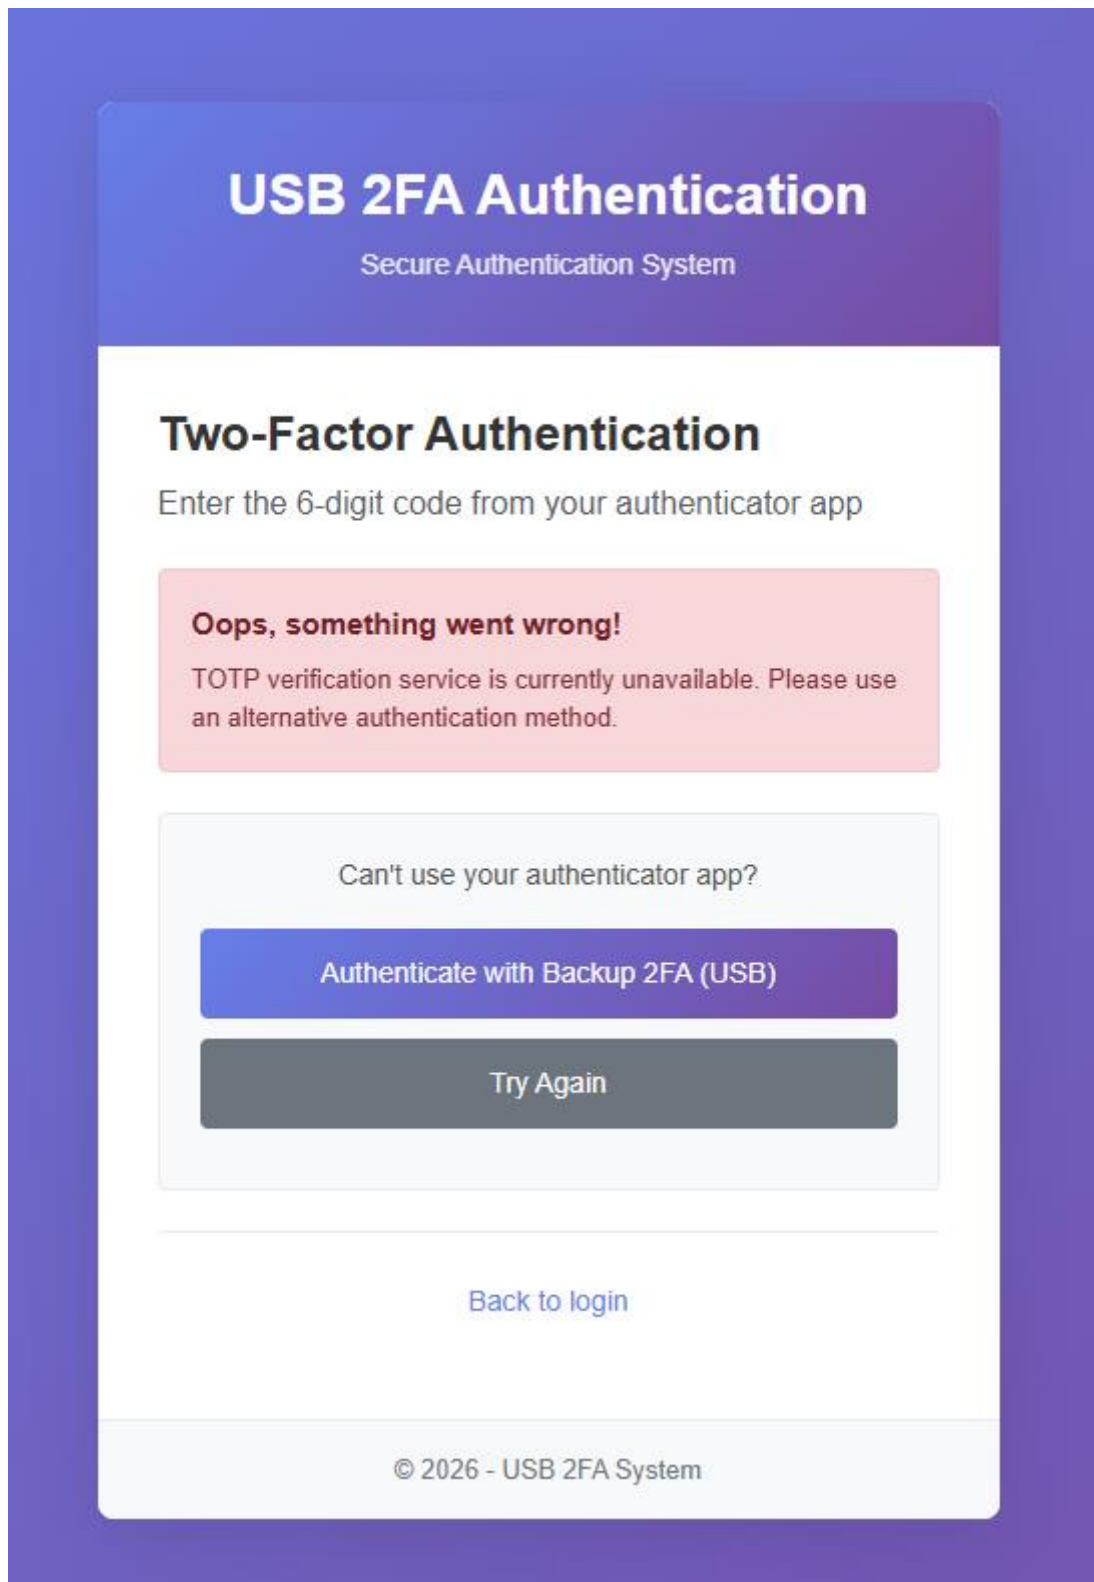 USB 2FA Authentication
Secure Authentication System
Two-Factor Authentication
Enter the 6-digit code from your authenticator app
Oops, something went wrong!
TOTP verification service is currently unavailable. Please use
an alternative authentication method.
Can't use your authenticator app?
Authenticate with Backup 2FA (USB)
Try Again
Back to login
© 2026 - USB 2FA System